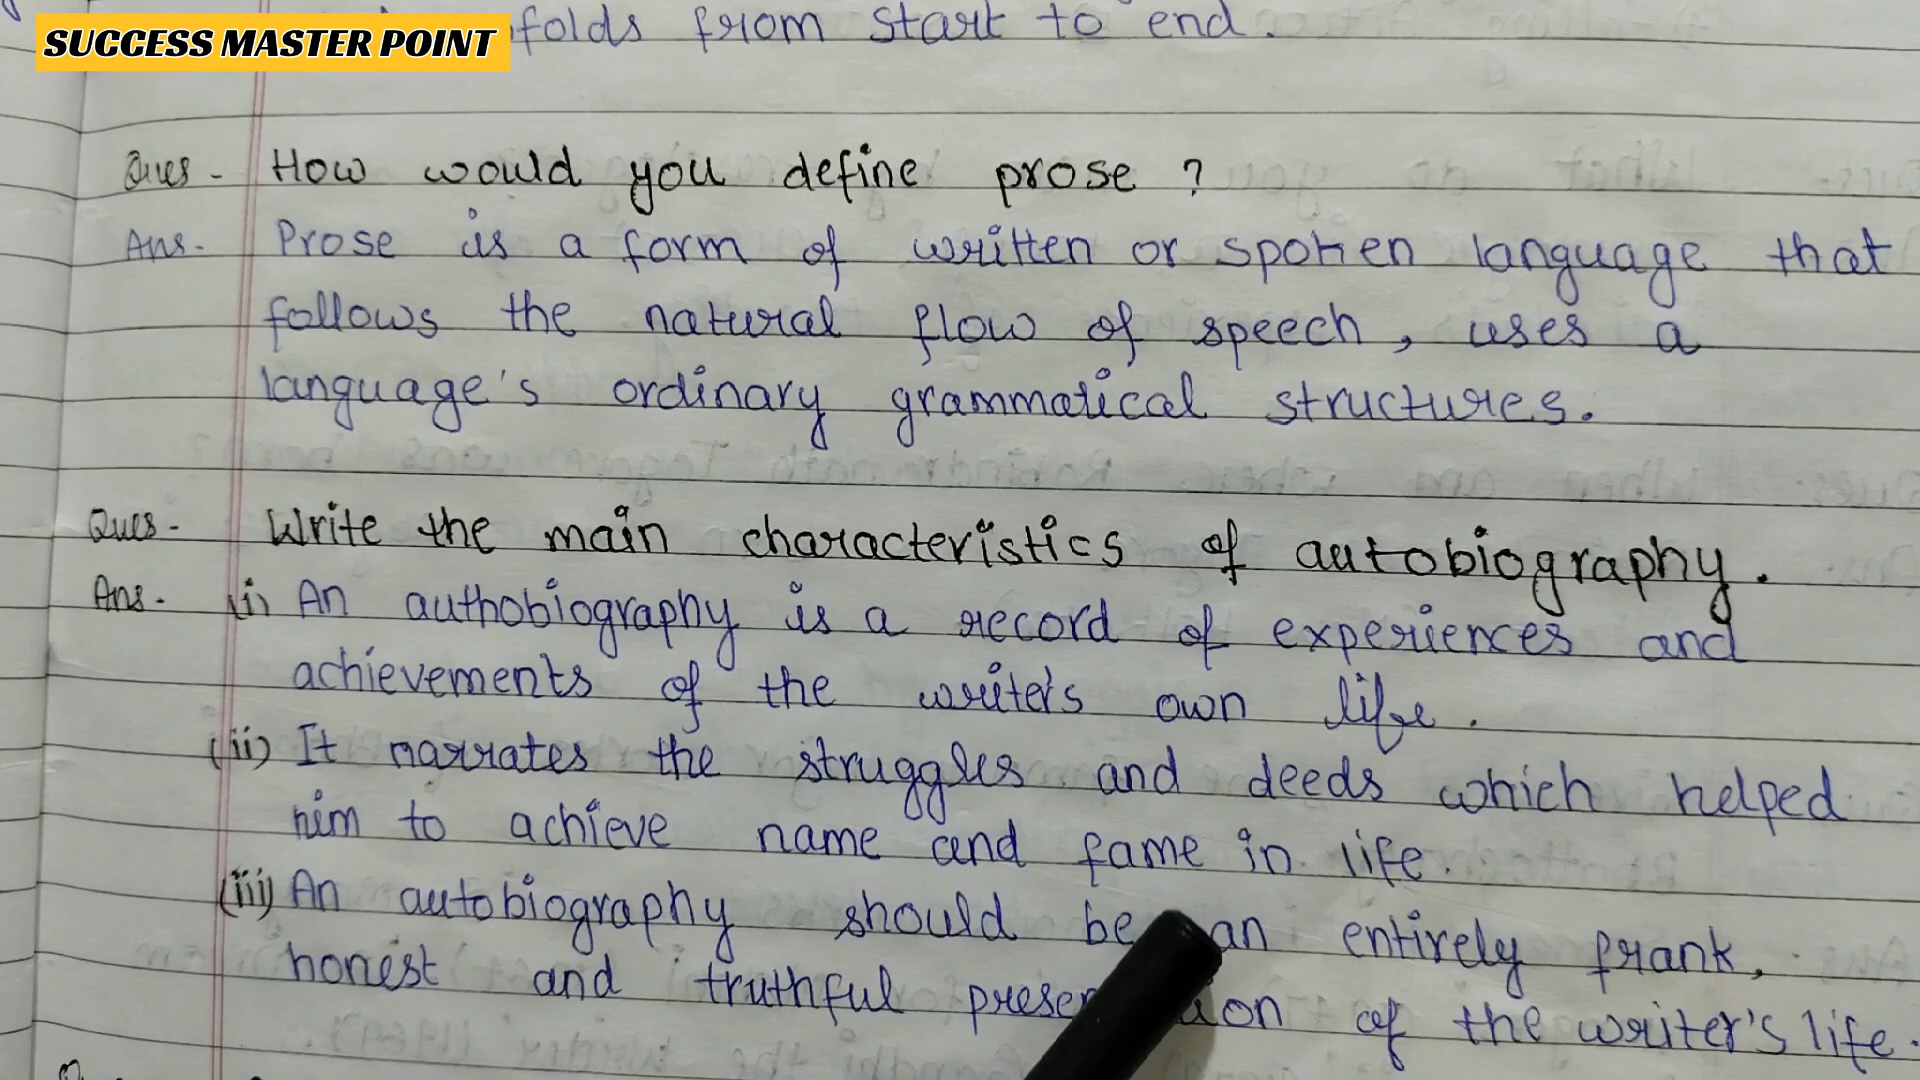 SUCCESS MASTER POINT
folds from start to end.
Ques - How would you define prose ?
Ans - Prose is a form of written or spoken language that
follows the natural flow of speech, uses a
language's ordinary grammatical structures.
Ques - Write the main characteristics of autobiography.
Ans - (i) An authobiography is a record of experiences and
achievements of the writer's own life.
(ii) It narrates the struggles and deeds which helped
him to achieve name and fame in life.
(iii) An autobiography should be an entirely frank,
honest and truthful of the writer's life.